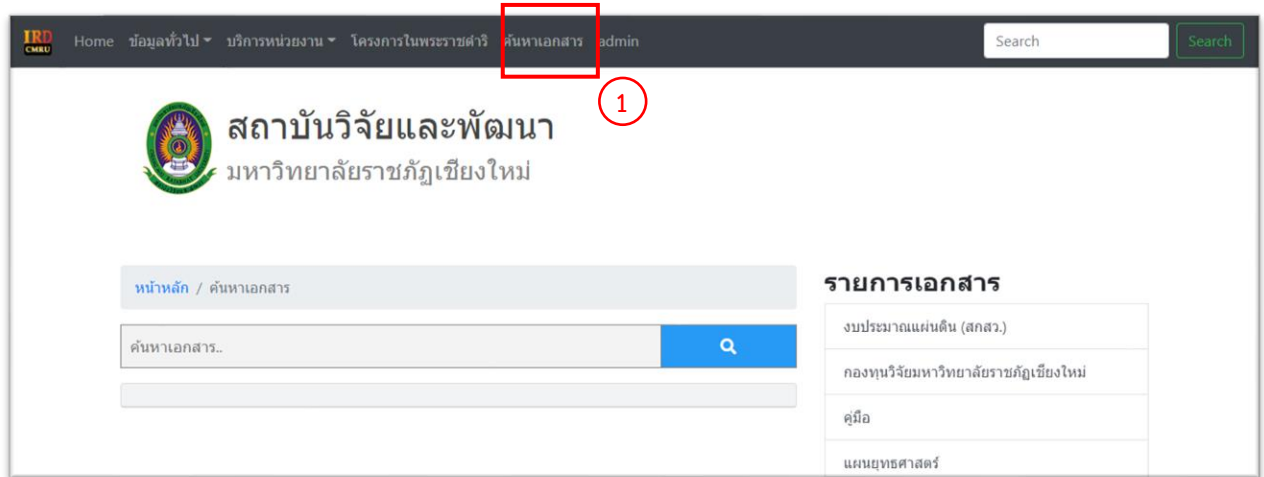 IRD
CMRU
Home ข้อมูลทั่วไป บริการหน่วยงาน โครงการในพระราชดำริ ค้นหาเอกสาร admin Search Search
1
สถาบันวิจัยและพัฒนา
มหาวิทยาลัยราชภัฏเชียงใหม่
หน้าหลัก / ค้นหาเอกสาร
ค้นหาเอกสาร..
รายการเอกสาร
งบประมาณแผ่นดิน (สกสว.)
กองทุนวิจัยมหาวิทยาลัยราชภัฏเชียงใหม่
คู่มือ
แผนยุทธศาสตร์